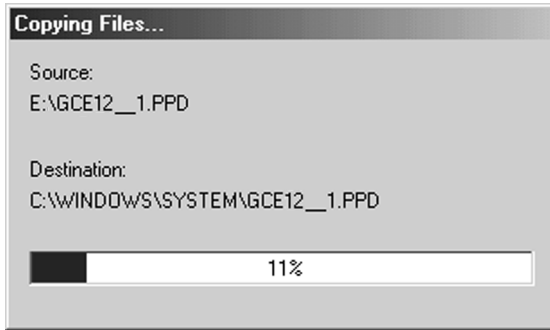 Copying Files...
Source:
E:\GCE12__1.PPD
Destination:
C:\WINDOWS\SYSTEM\GCE12__1.PPD
11%